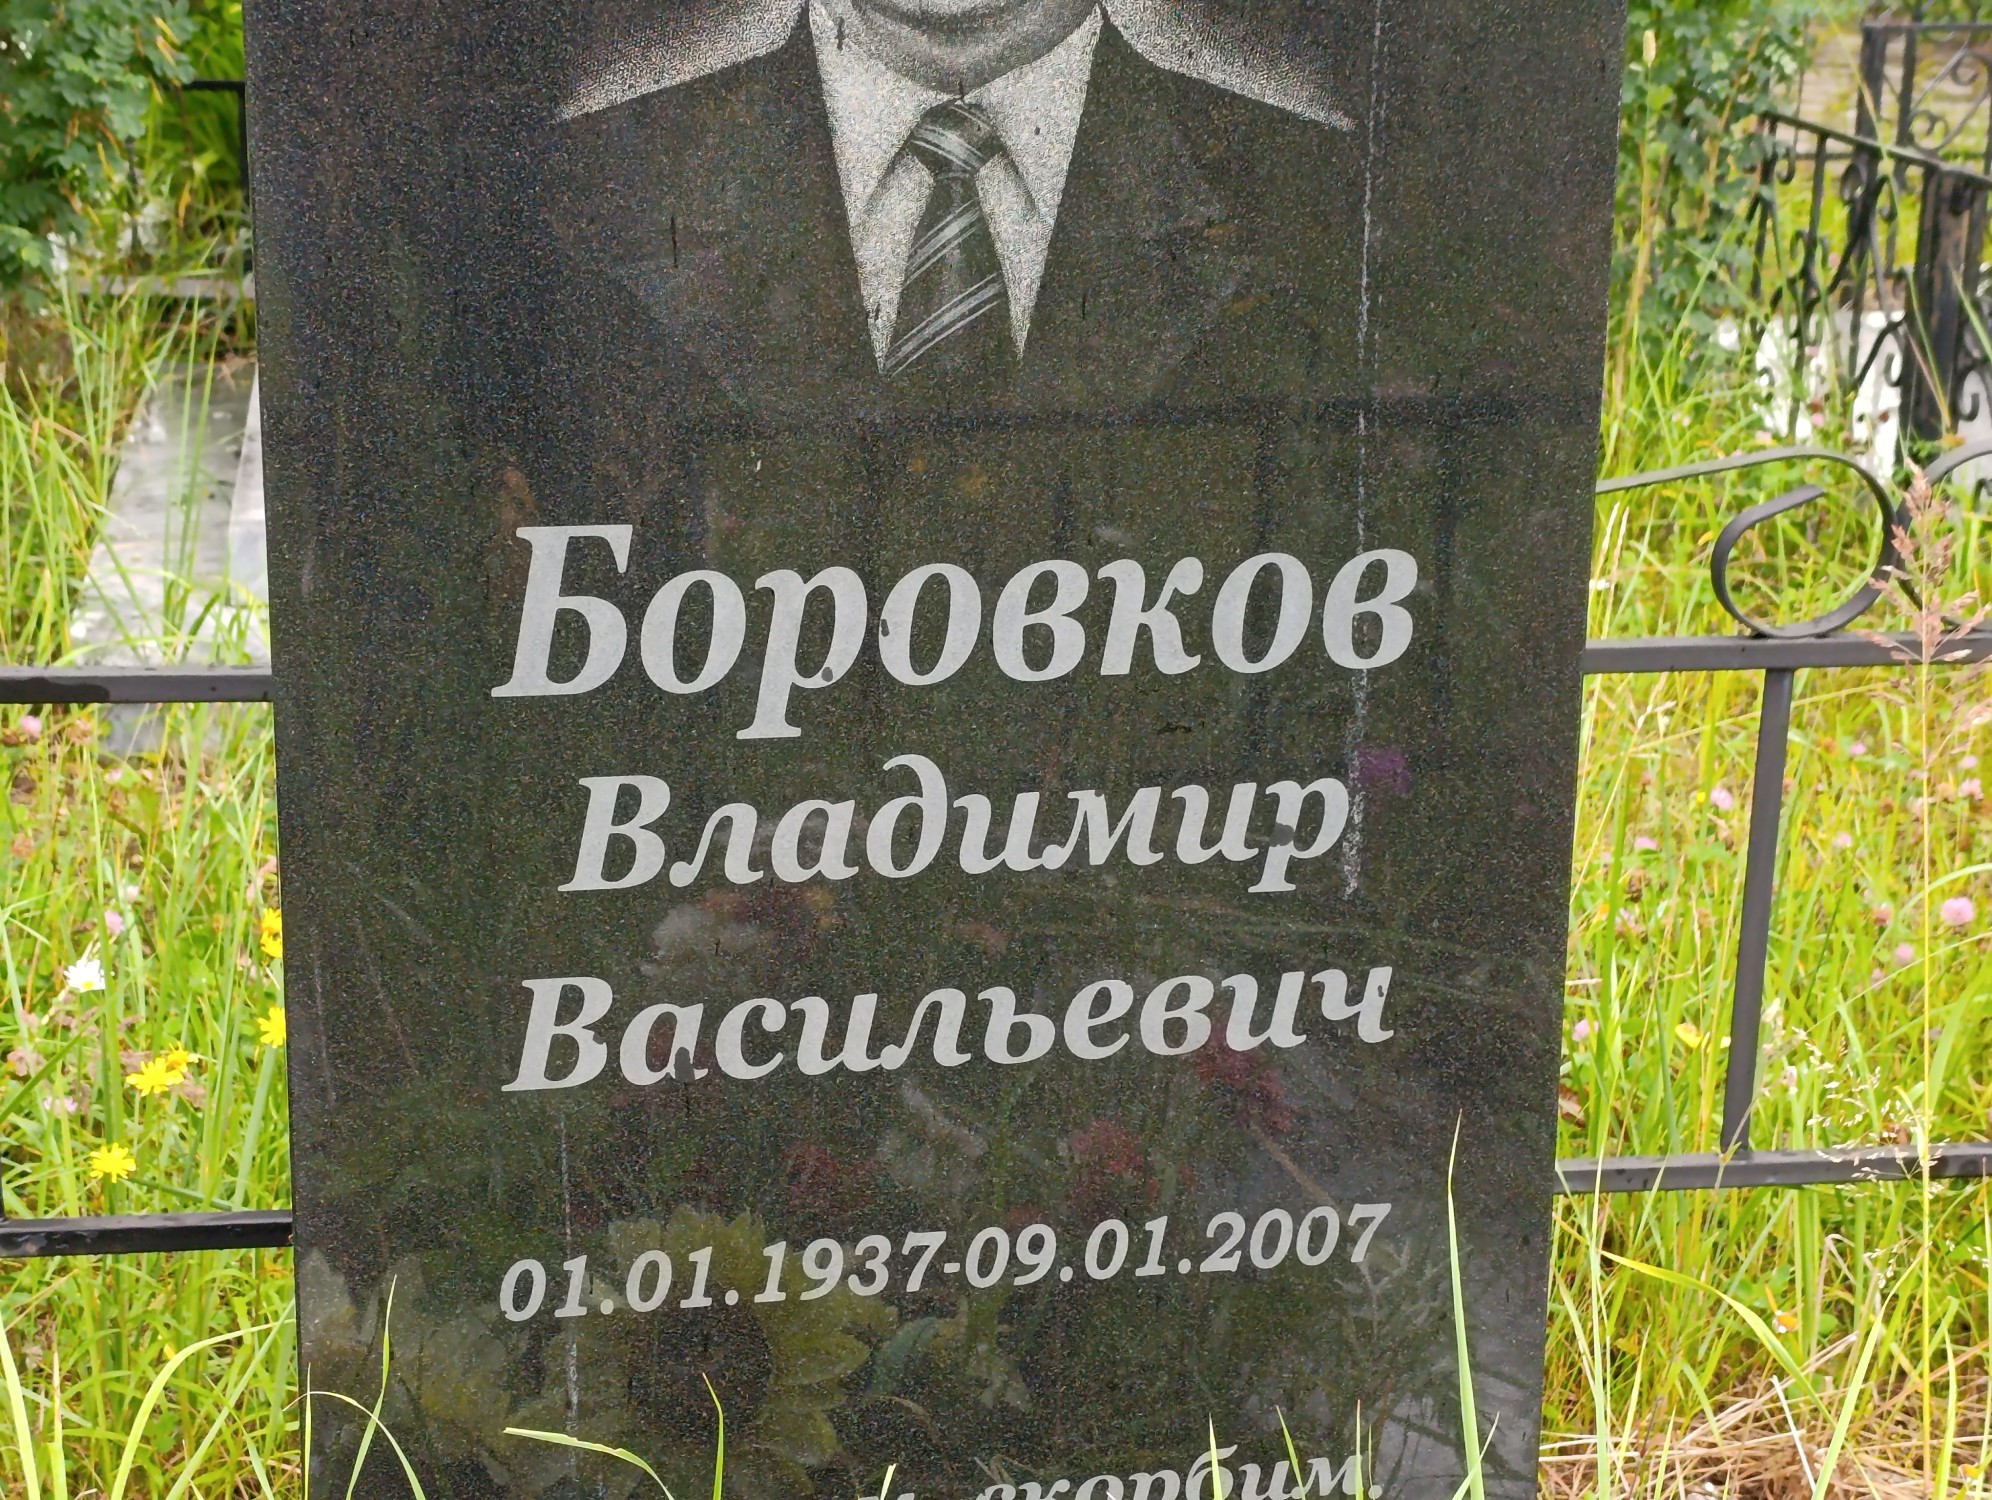 Боровков
Владимир
Васильевич
01.01.1937-09.01.2007
скорбим.